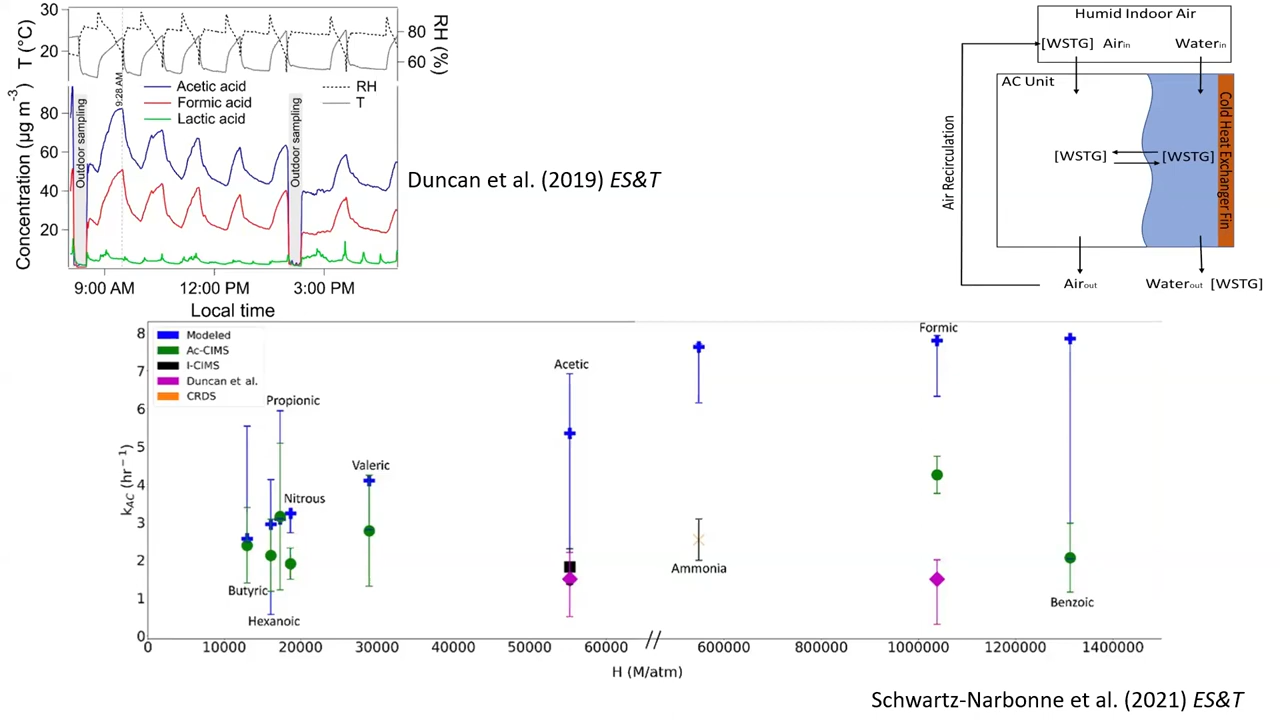 30
20
T (°C)
80
60
RH (%)
Acetic acid
Formic acid
Lactic acid
RH
T
9:28 AM
Outdoor sampling
Outdoor sampling
80
60
40
20
Concentration (µg m⁻³)
9:00 AM 12:00 PM 3:00 PM
Local time
Duncan et al. (2019) ES&T
Humid Indoor Air
[WSTG] Airin Waterin
AC Unit
[WSTG] [WSTG]
Cold Heat Exchanger Fin
Air Recirculation
Airout Waterout [WSTG]
Modeled
Ac-CIMS
I-CIMS
Duncan et al.
CRDS
8
7
6
5
4
3
2
1
0
kAC (hr⁻¹)
Propionic
Nitrous
Butyric
Hexanoic
Valeric
Acetic
Ammonia
Formic
Benzoic
0 10000 20000 30000 40000 50000 60000 // 600000 800000 1000000 1200000 1400000
H (M/atm)
Schwartz-Narbonne et al. (2021) ES&T